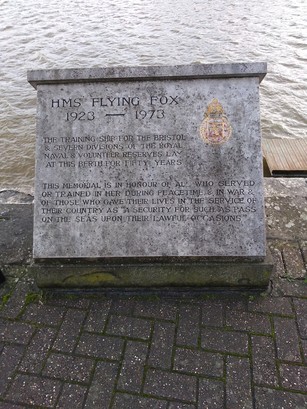 HMS FLYING FOX
1923 — 1973
THE TRAINING SHIP FOR THE BRISTOL
& SEVERN DIVISIONS OF THE ROYAL
NAVAL & VOLUNTEER RESERVES LAY
AT THIS BERTH FOR FIFTY YEARS
THIS MEMORIAL IS IN HONOUR OF ALL WHO SERVED
OR TRAINED IN HER DURING PEACETIME & IN WAR &
OF THOSE WHO GAVE THEIR LIVES IN THE SERVICE OF
THEIR COUNTRY AS "A SECURITY FOR SUCH AS PASS
ON THE SEAS UPON THEIR LAWFUL OCCASIONS"